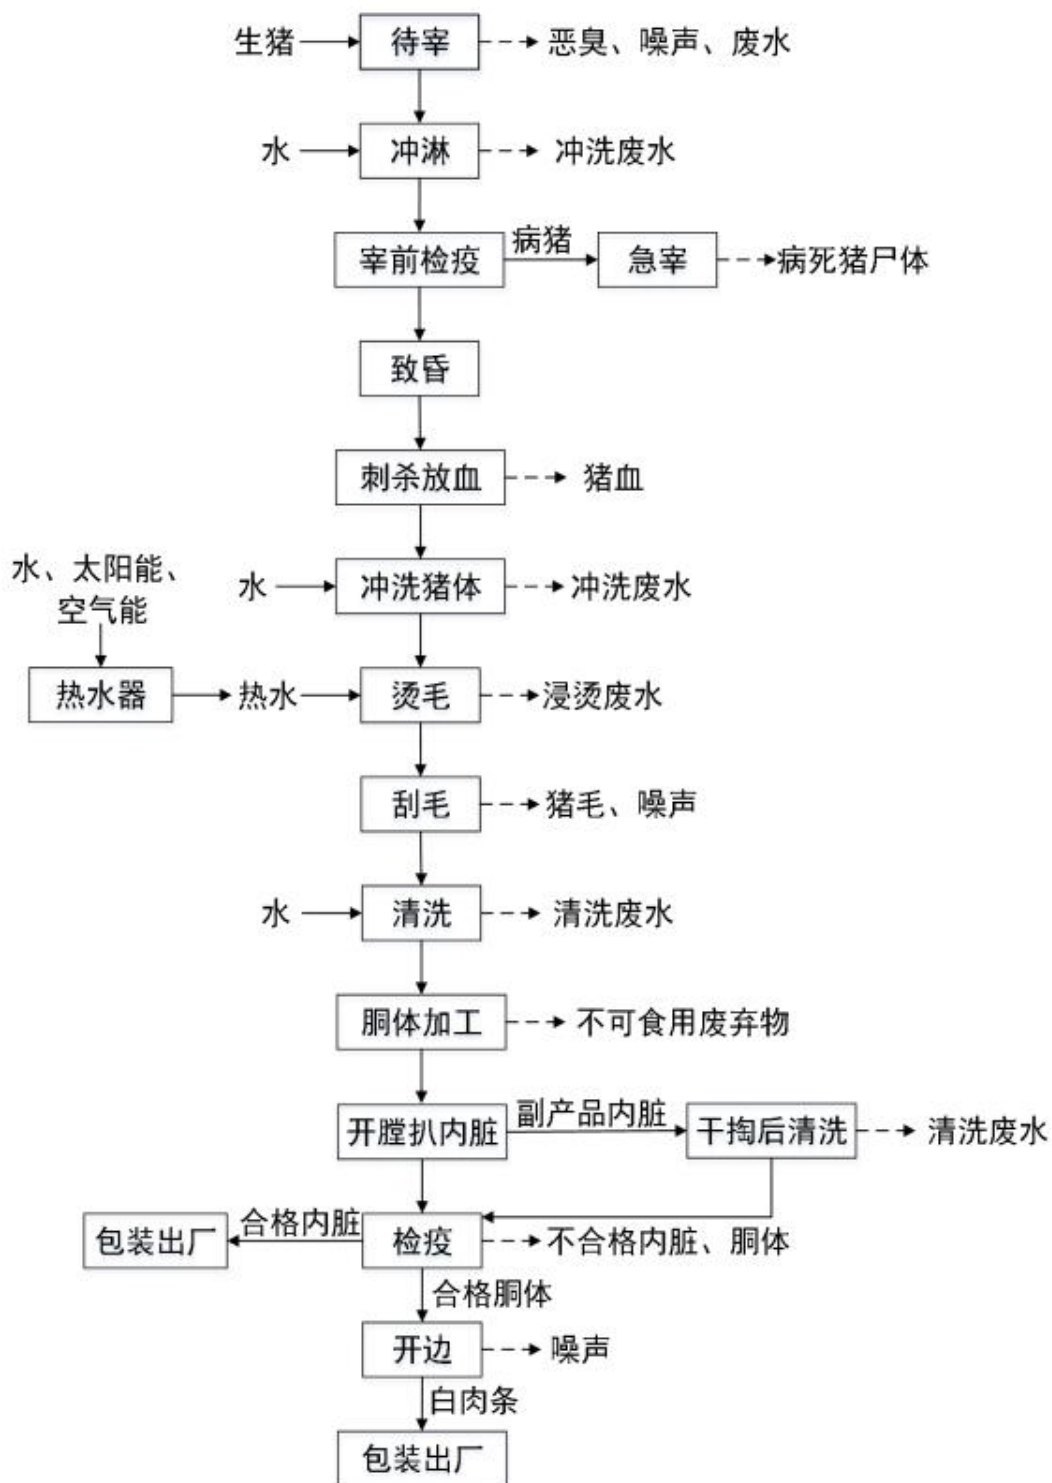 生猪
待宰
恶臭、噪声、废水
水
冲淋
冲洗废水
宰前检疫
病猪
急宰
病死猪尸体
致昏
刺杀放血
猪血
水、太阳能、
空气能
水
冲洗猪体
冲洗废水
热水器
热水
烫毛
浸烫废水
刮毛
猪毛、噪声
水
清洗
清洗废水
胴体加工
不可食用废弃物
开膛扒内脏
副产品内脏
干掏后清洗
清洗废水
包装出厂
合格内脏
检疫
不合格内脏、胴体
合格胴体
开边
噪声
白肉条
包装出厂